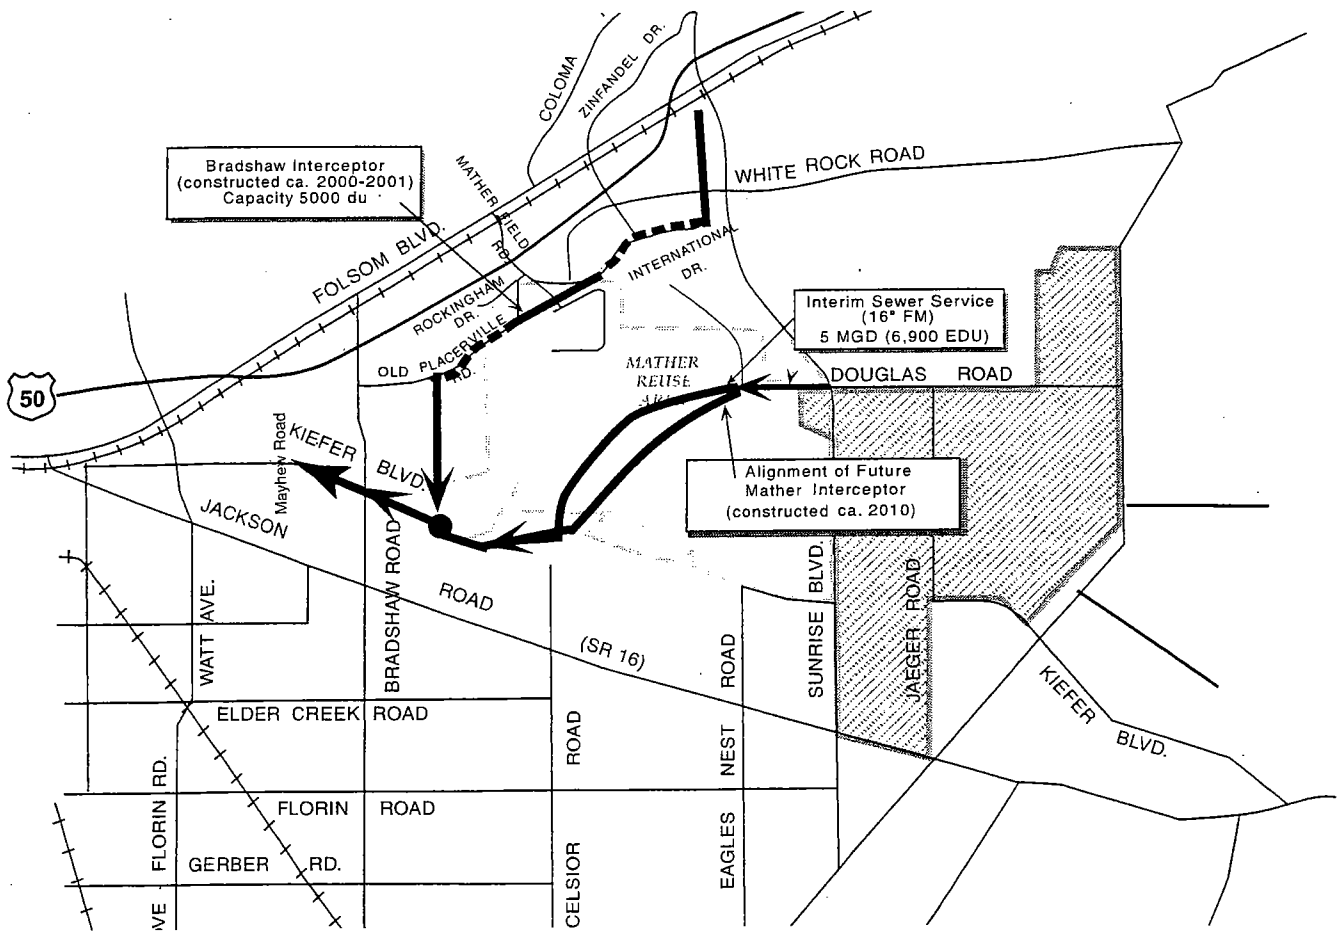 COLOMA
ZINFANDEL DR.
Bradshaw Interceptor
(constructed ca. 2000-2001)
Capacity 5000 du
MATHER FIELD
RD.
WHITE ROCK ROAD
FOLSOM BLVD.
INTERNATIONAL
DR.
ROCKINGHAM
DR.
Interim Sewer Service
(16" FM)
5 MGD (6,900 EDU)
OLD PLACERVILLE
RD.
MATHER
REUSE
DOUGLAS ROAD
50
Mayhew Road
KIEFER BLVD.
Alignment of Future
Mather Interceptor
(constructed ca. 2010)
JACKSON
ROAD
(SR 16)
WATT AVE.
BRADSHAW ROAD
EAGLES NEST ROAD
SUNRISE BLVD.
JAEGER ROAD
KIEFER
BLVD.
ELDER CREEK ROAD
FLORIN ROAD
GERBER RD.
OVE FLORIN RD.
CELSIOR ROAD